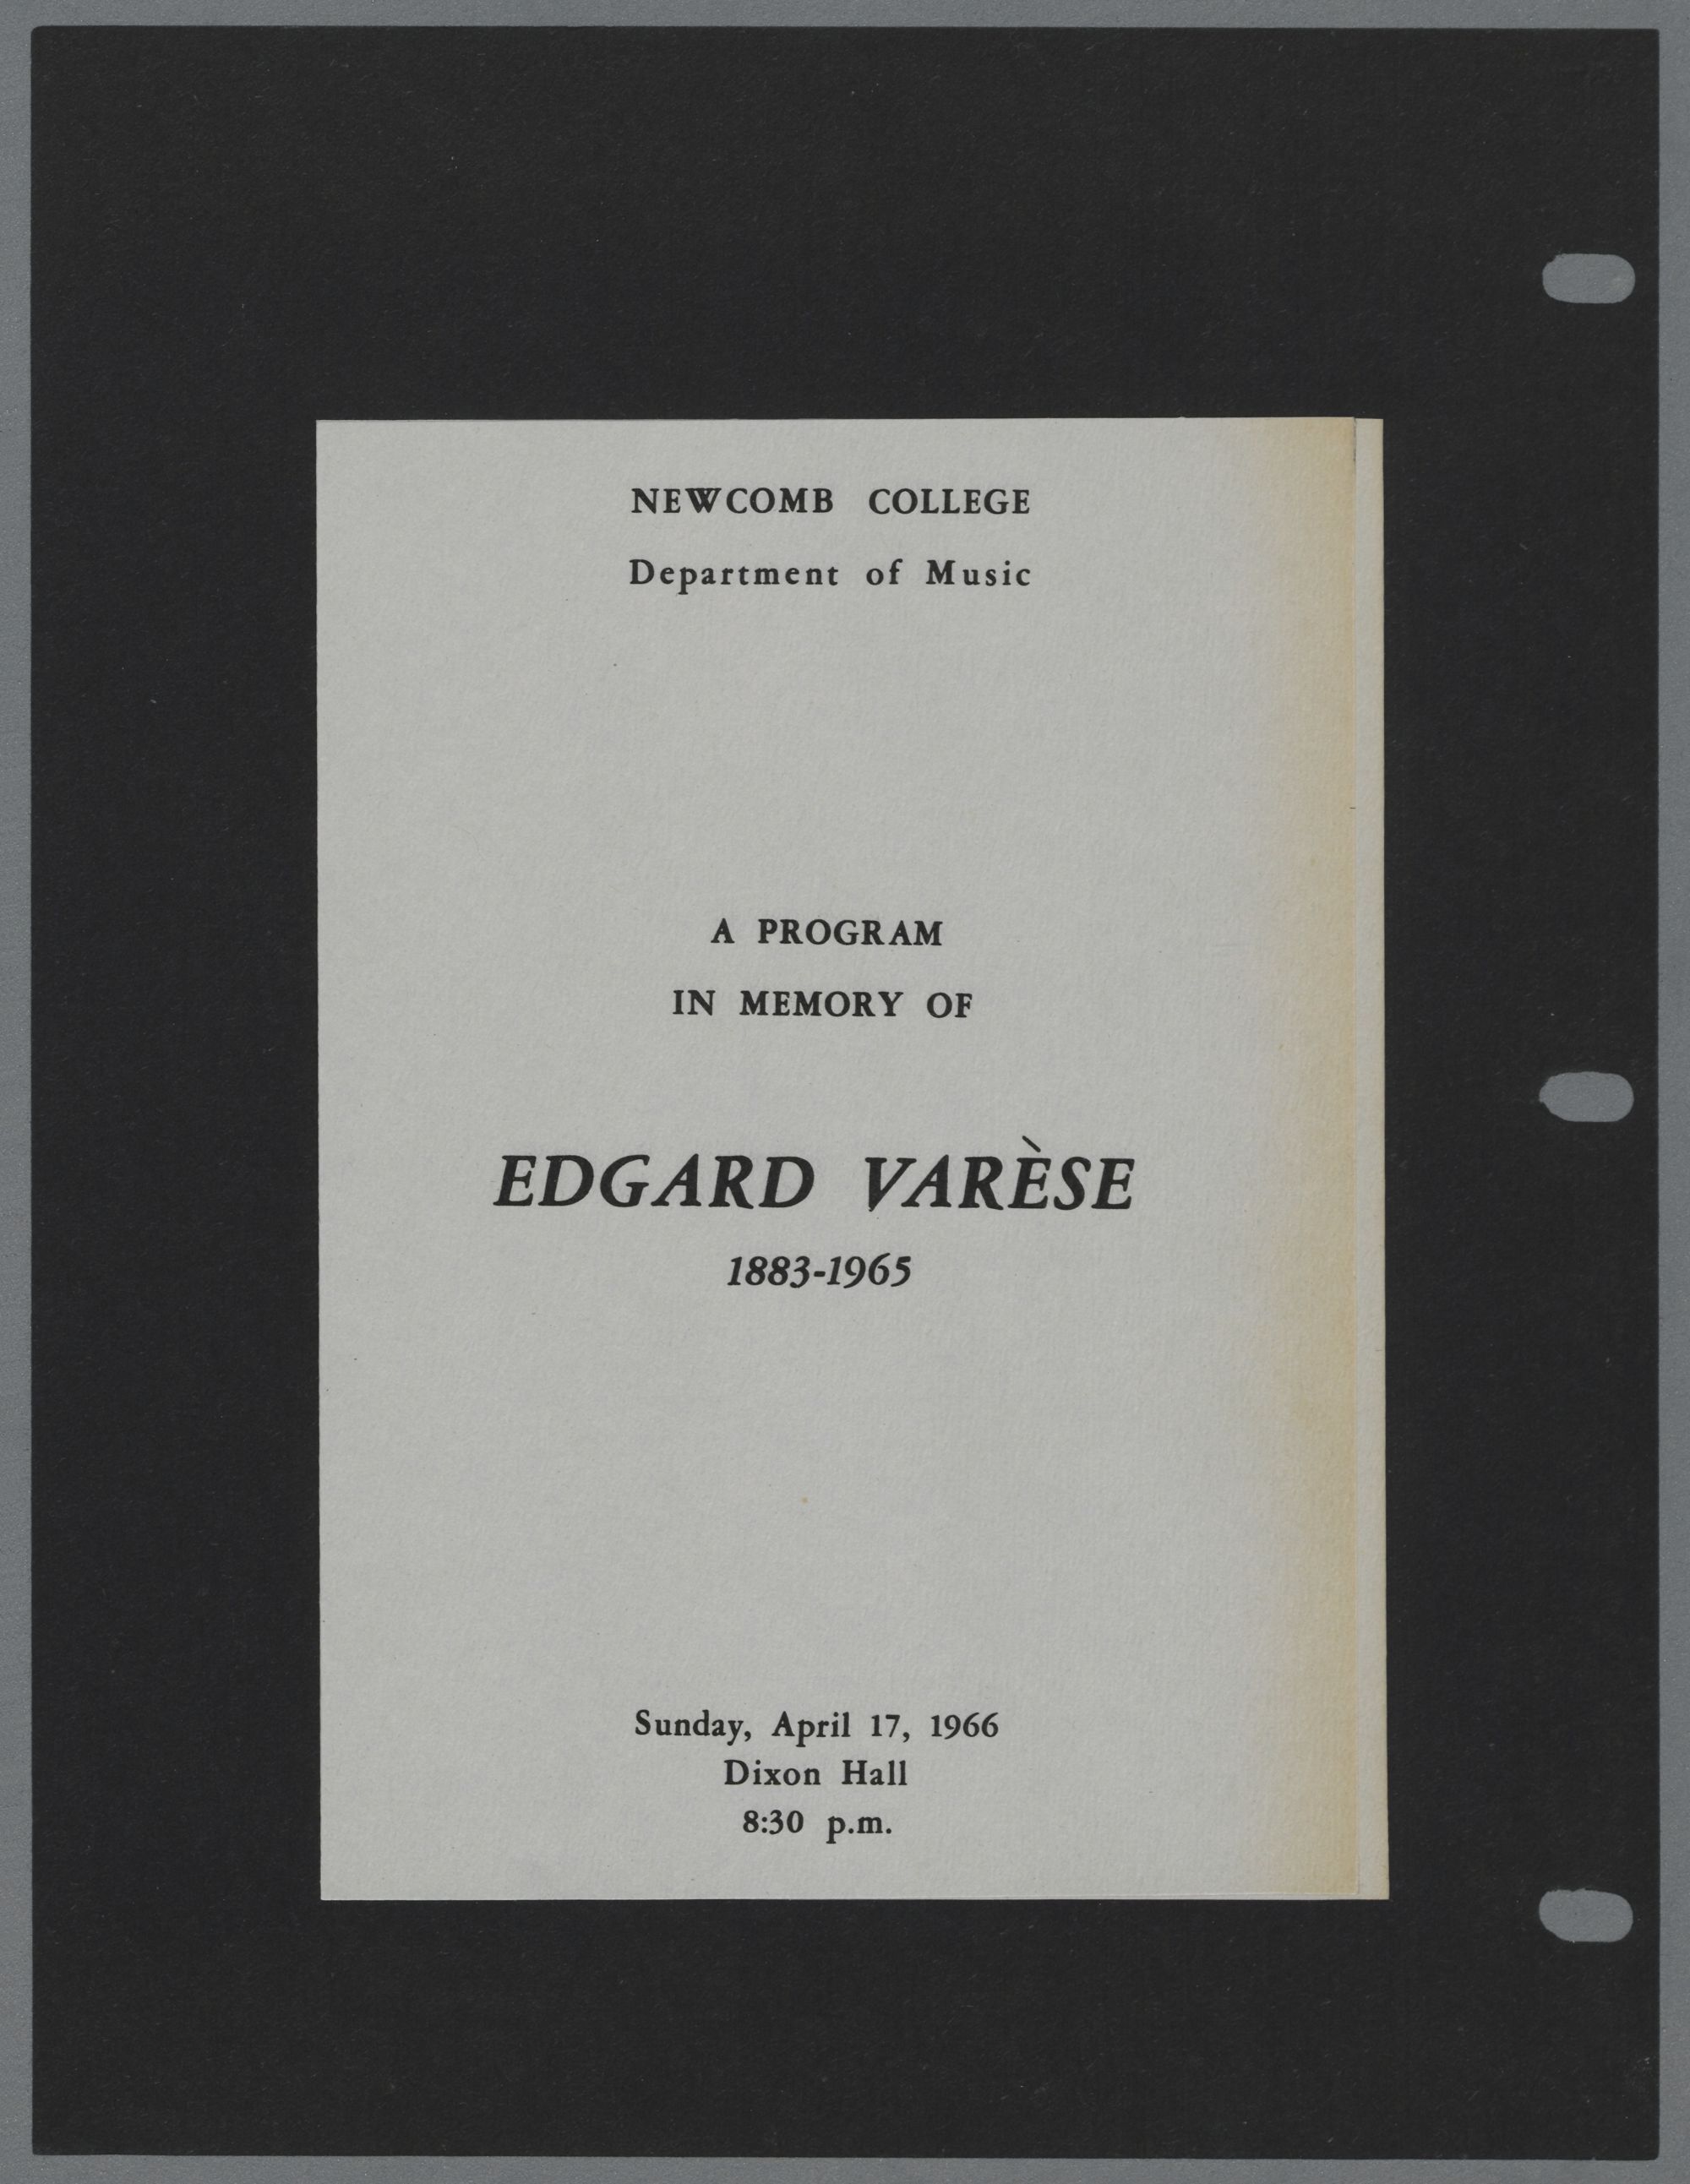 NEWCOMB COLLEGE
Department of Music
A PROGRAM
IN MEMORY OF
EDGARD VARÈSE
1883-1965
Sunday, April 17, 1966
Dixon Hall
8:30 p.m.